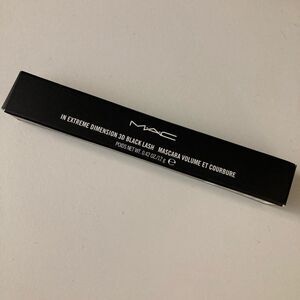 MAC
IN EXTREME DIMENSION 3D BLACK LASH MASCARA VOLUME ET COURBURE
POIDS NET WT. 0.42 OZ/12 g ℮